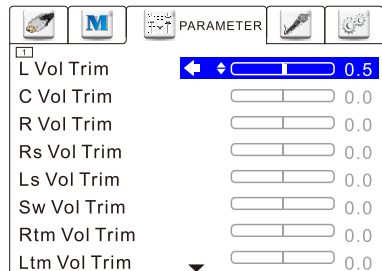 M PARAMETER
1
L Vol Trim 0.5
C Vol Trim 0.0
R Vol Trim 0.0
Rs Vol Trim 0.0
Ls Vol Trim 0.0
Sw Vol Trim 0.0
Rtm Vol Trim 0.0
Ltm Vol Trim 0.0